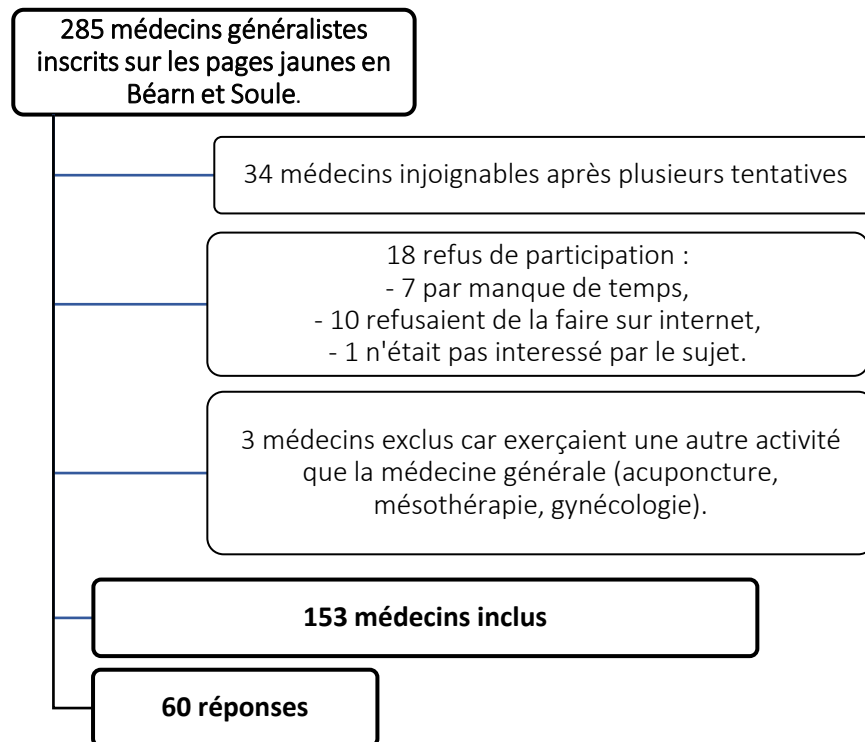 285 médecins généralistes
inscrits sur les pages jaunes en
Béarn et Soule.
34 médecins injoignables après plusieurs tentatives
18 refus de participation :
- 7 par manque de temps,
- 10 refusaient de la faire sur internet,
- 1 n'était pas interessé par le sujet.
3 médecins exclus car exerçaient une autre activité
que la médecine générale (acuponcture,
mésothérapie, gynécologie).
153 médecins inclus
60 réponses